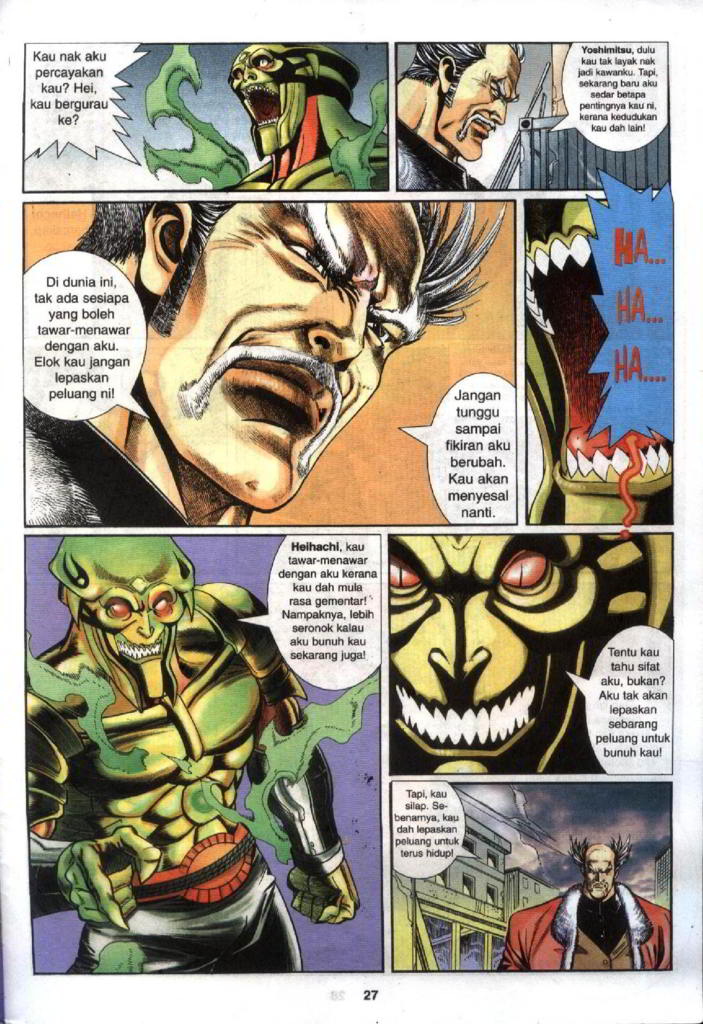 Kau nak aku
percayakan
kau? Hei,
kau bergurau
ke?
Yoshimitsu, dulu
kau tak layak nak
jadi kawanku. Tapi,
sekarang baru aku
sedar betapa
pentingnya kau ni,
kerana kedudukan
kau dah lain!
Di dunia ini,
tak ada sesiapa
yang boleh
tawar-menawar
dengan aku.
Elok kau jangan
lepaskan
peluang ni!
Jangan
tunggu
sampai
fikiran aku
berubah.
Kau akan
menyesal
nanti.
HA...
HA...
HA....
Heihachi, kau
tawar-menawar
dengan aku kerana
kau dah mula
rasa gementar!
Nampaknya, lebih
seronok kalau
aku bunuh kau
sekarang juga!
Tentu kau
tahu sifat
aku, bukan?
Aku tak akan
lepaskan
sebarang
peluang untuk
bunuh kau!
Tapi, kau
silap. Se-
benarnya, kau
dah lepaskan
peluang untuk
terus hidup!
27